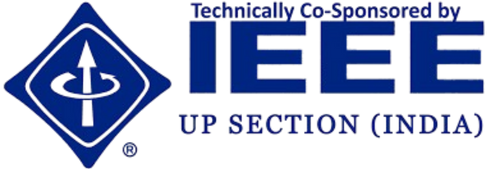 Technically Co-Sponsored by
IEEE
UP SECTION (INDIA)
®